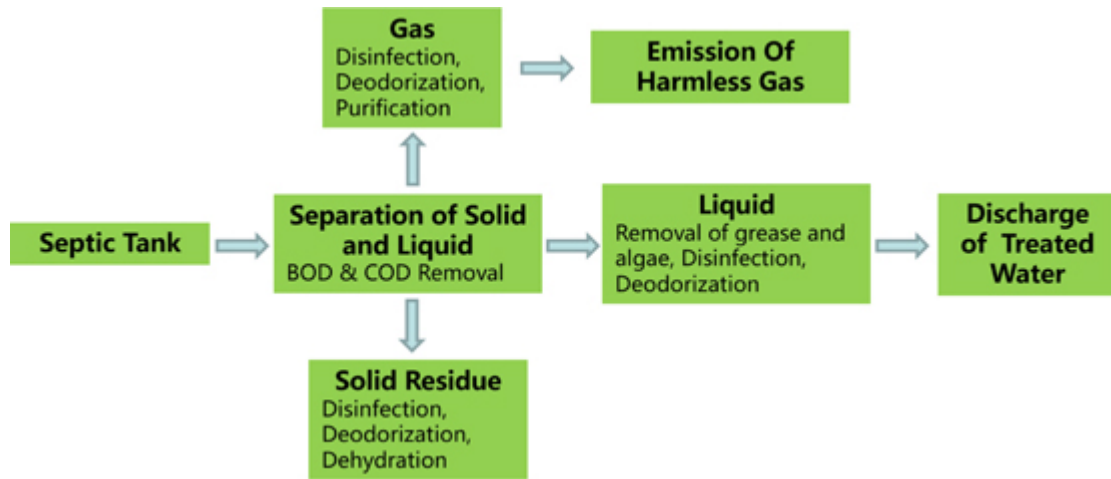 Gas
Disinfection,
Deodorization,
Purification
Emission Of
Harmless Gas
Septic Tank
Separation of Solid
and Liquid
BOD & COD Removal
Liquid
Removal of grease and
algae, Disinfection,
Deodorization
Discharge
of Treated
Water
Solid Residue
Disinfection,
Deodorization,
Dehydration